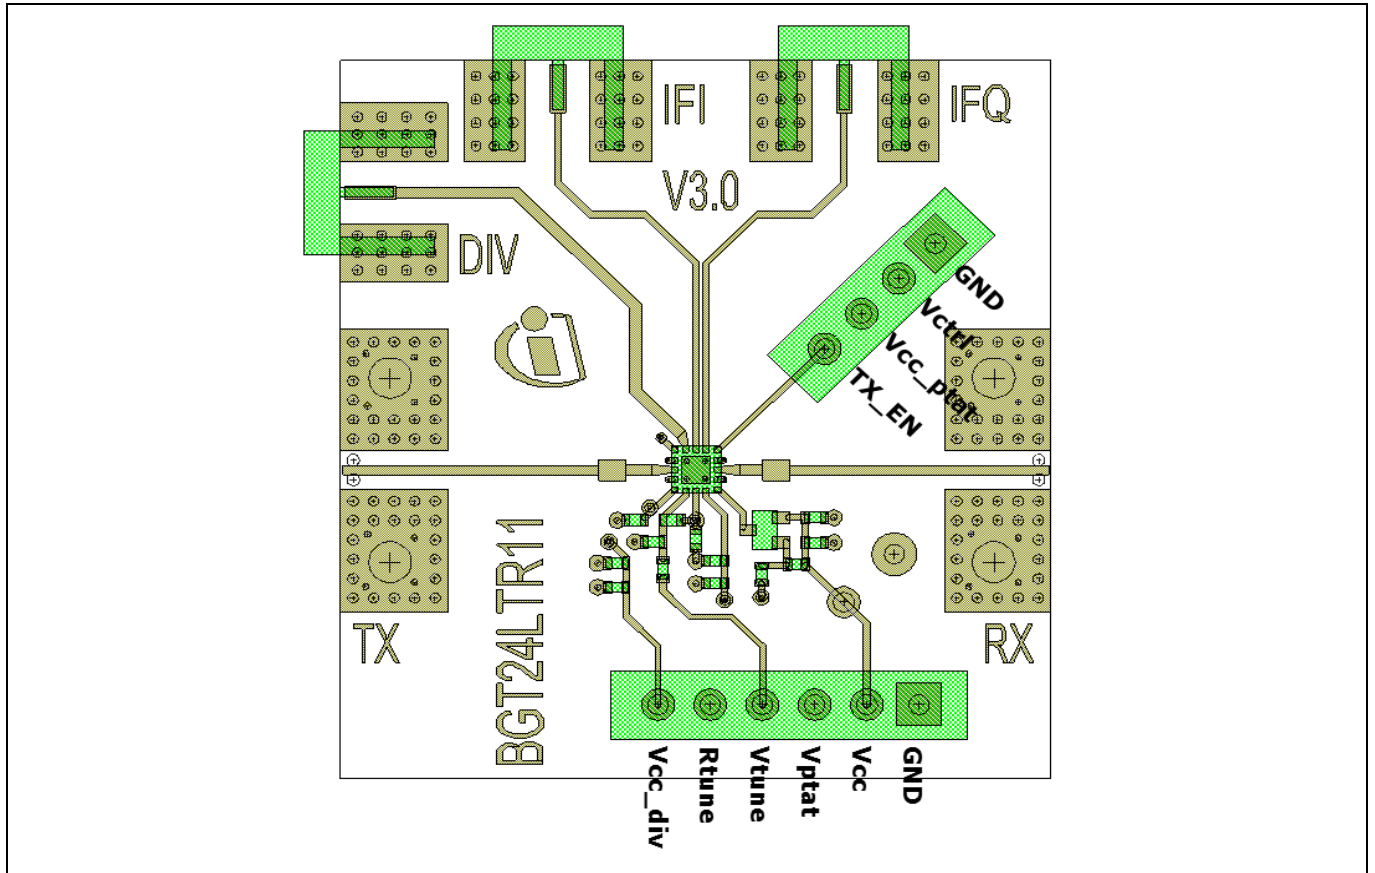 IFI
IFQ
V3.0
DIV
GND
Vctrl
Vcc_ptat
TX_EN
BGT24LTR11
TX
RX
Vcc_div
Rtune
Vtune
Vptat
Vcc
GND